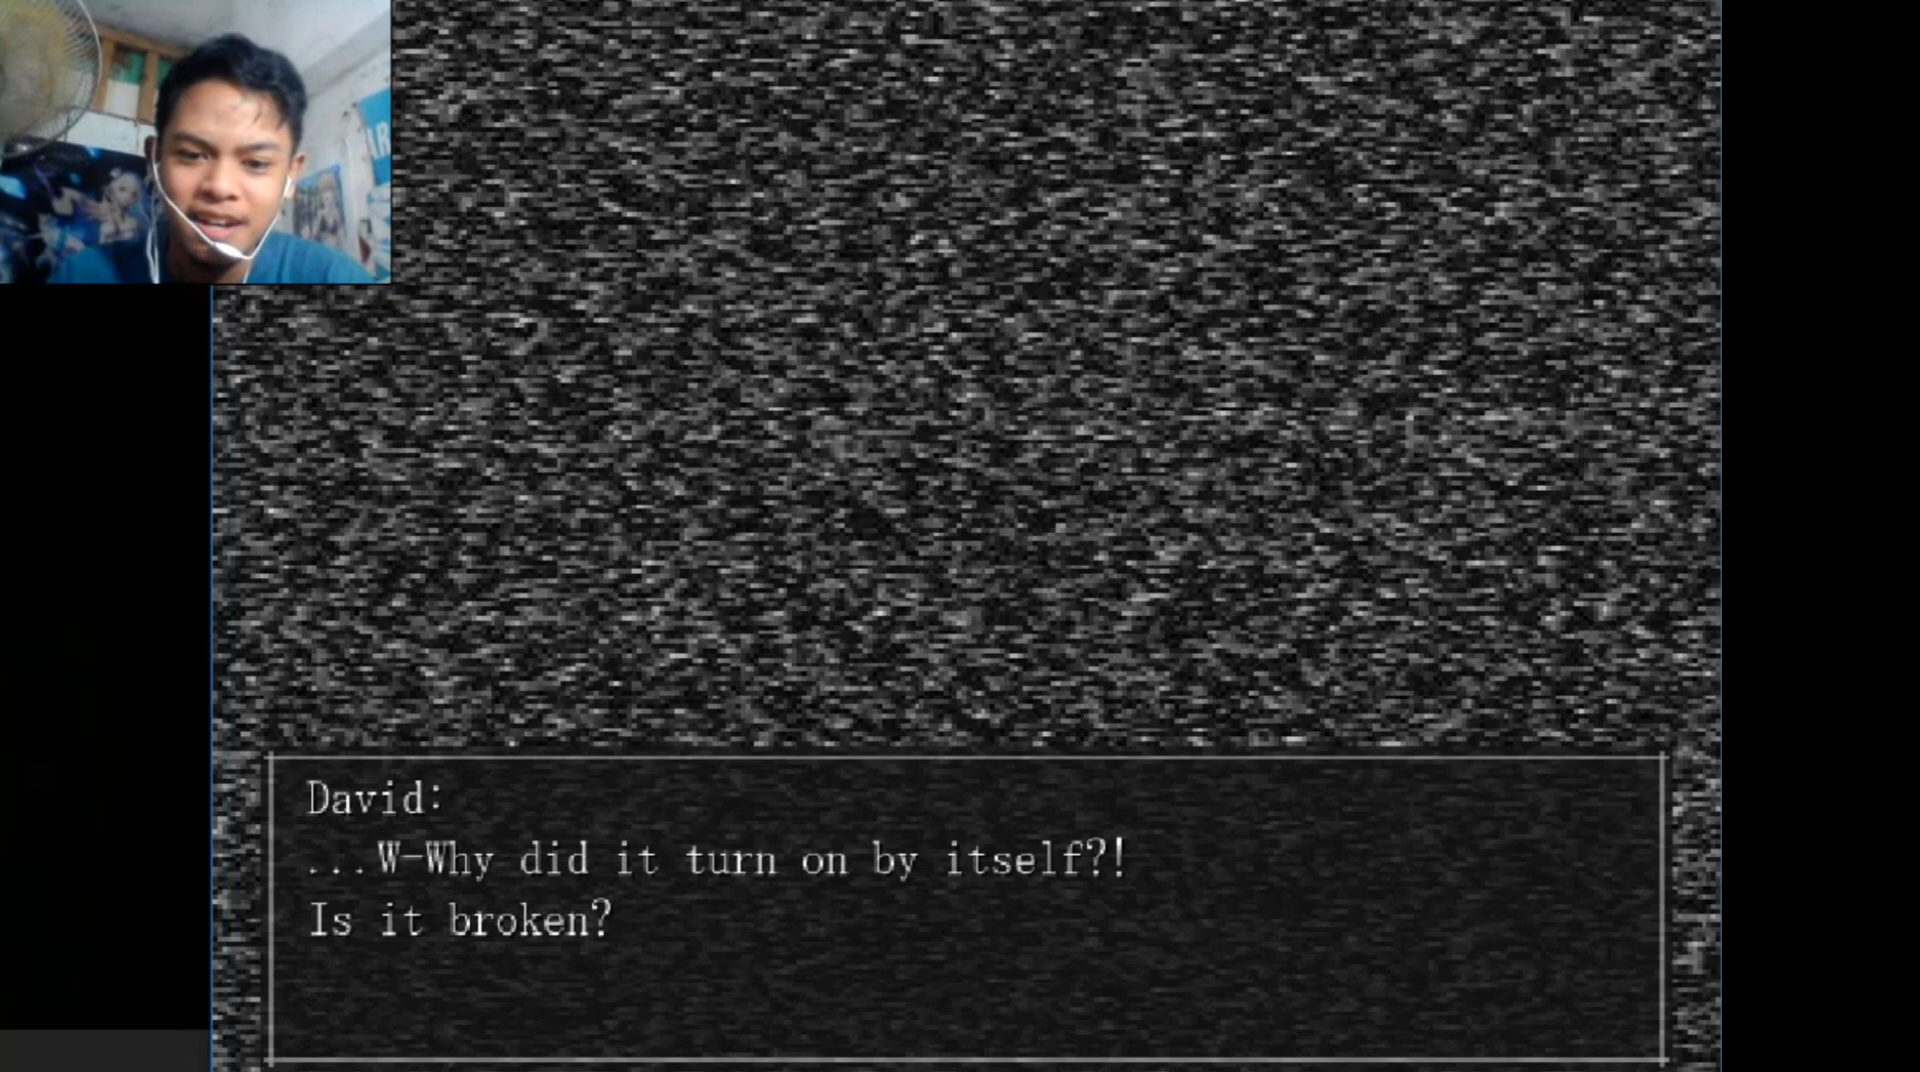 David:
...W-Why did it turn on by itself?!
Is it broken?